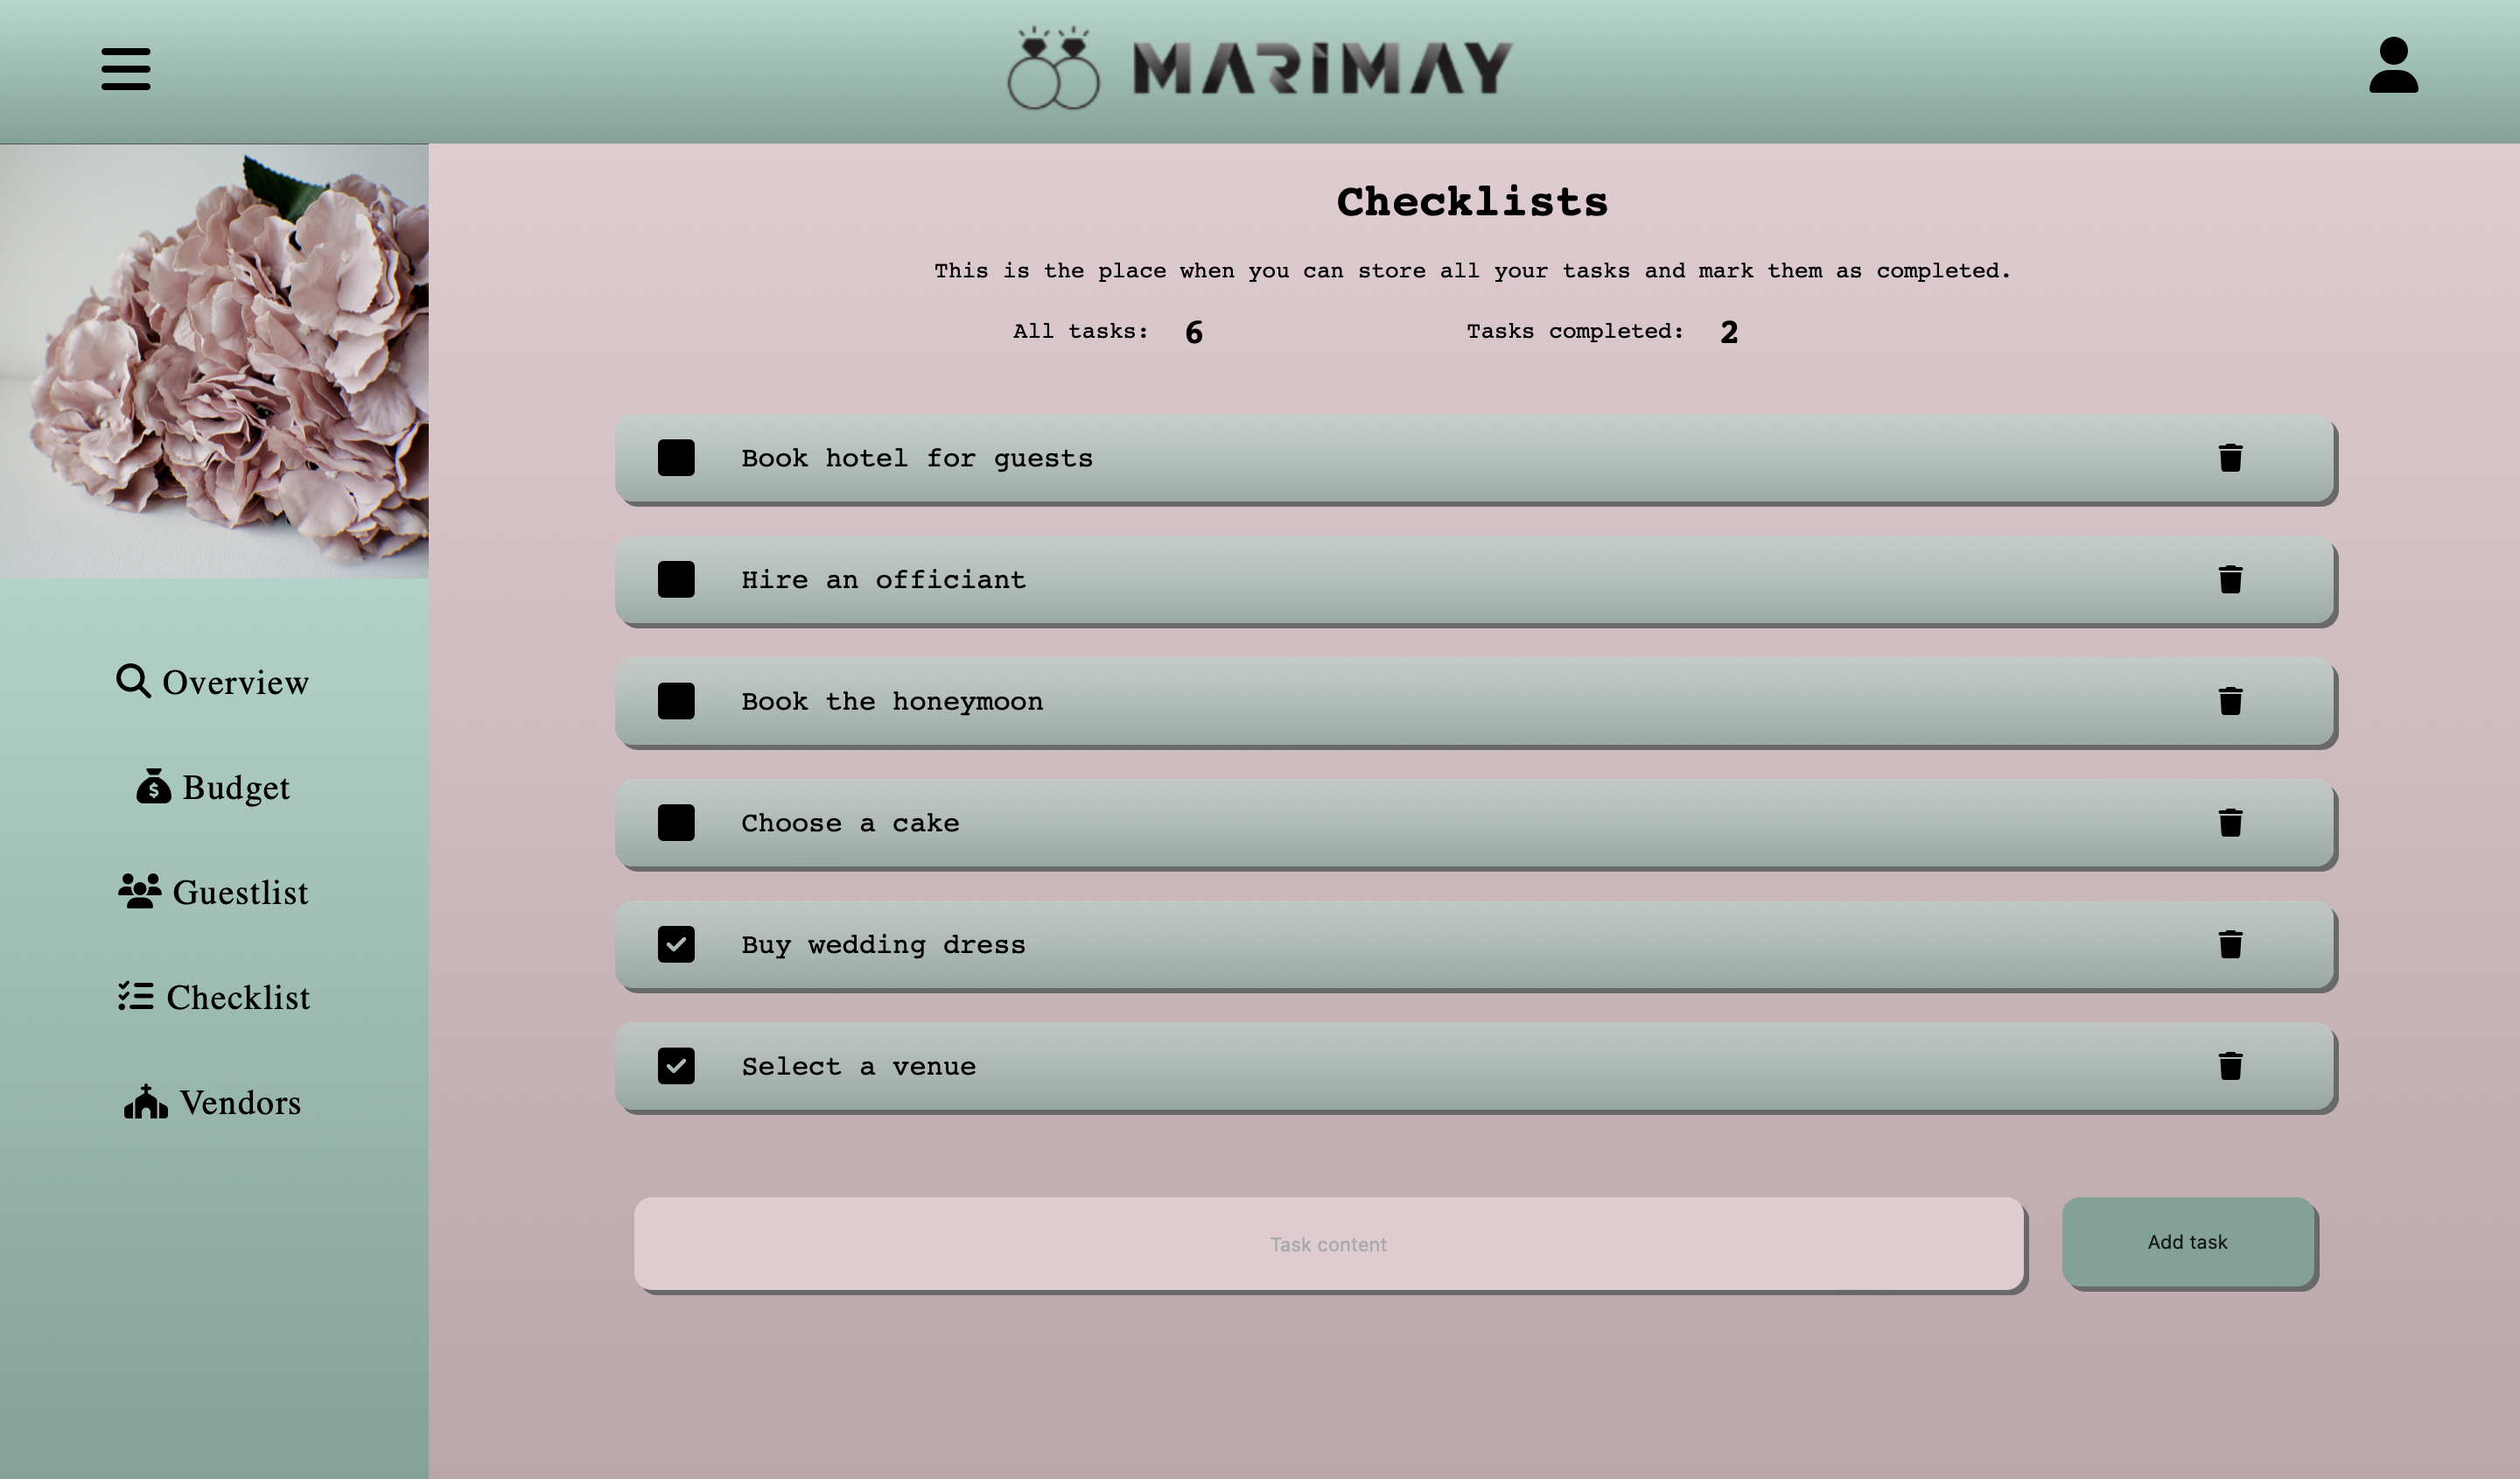 MARIMAY
Checklists
This is the place when you can store all your tasks and mark them as completed.
All tasks: 6 Tasks completed: 2
Book hotel for guests
Hire an officiant
Book the honeymoon
Choose a cake
Buy wedding dress
Select a venue
Task content
Add task
Overview
Budget
Guestlist
Checklist
Vendors